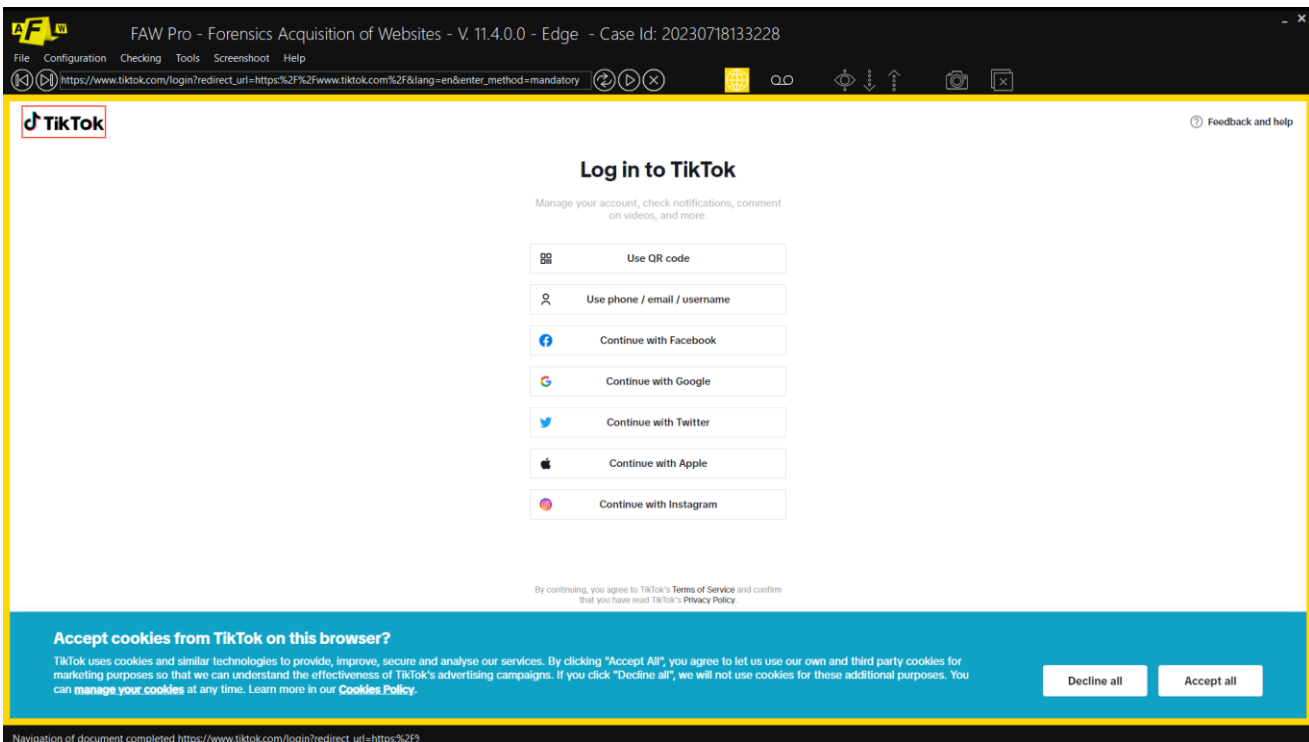 AFW
FAW Pro - Forensics Acquisition of Websites - V. 11.4.0.0 - Edge - Case Id: 20230718133228
File Configuration Checking Tools Screenshot Help
https://www.tiktok.com/login?redirect_url=https:%2F%2Fwww.tiktok.com%2F&lang=en&enter_method=mandatory
TikTok
Feedback and help
Log in to TikTok
Manage your account, check notifications, comment
on videos, and more.
Use QR code
Use phone / email / username
Continue with Facebook
Continue with Google
Continue with Twitter
Continue with Apple
Continue with Instagram
By continuing, you agree to TikTok's Terms of Service and confirm
that you have read TikTok's Privacy Policy.
Accept cookies from TikTok on this browser?
TikTok uses cookies and similar technologies to provide, improve, secure and analyse our services. By clicking "Accept All", you agree to let us use our own and third party cookies for
marketing purposes so that we can understand the effectiveness of TikTok's advertising campaigns. If you click "Decline all", we will not use cookies for these additional purposes. You
can manage your cookies at any time. Learn more in our Cookies Policy.
Decline all
Accept all
Navigation of document completed https://www.tiktok.com/login?redirect_url=https:%2F%